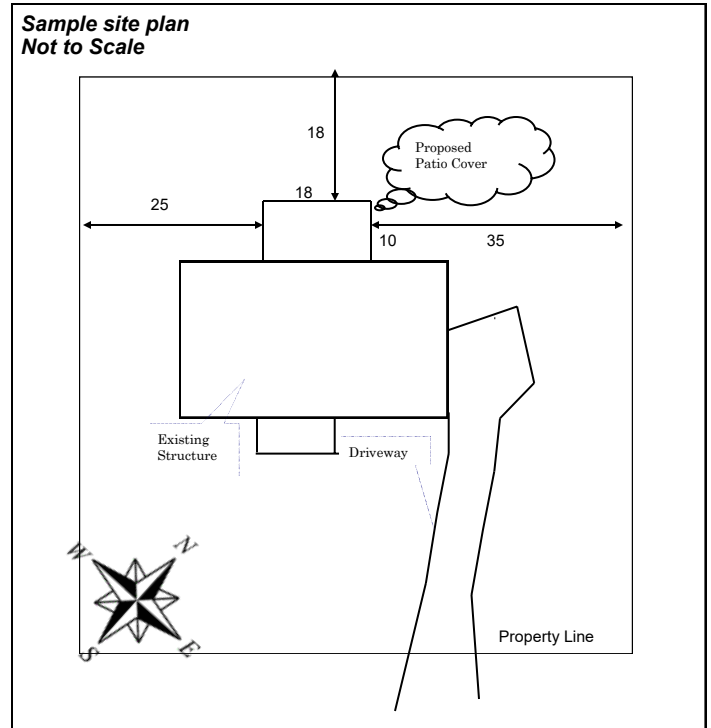 Sample site plan
Not to Scale
18
Proposed
Patio Cover
18
25
10
35
Existing
Structure
Driveway
W
N
S
E
Property Line